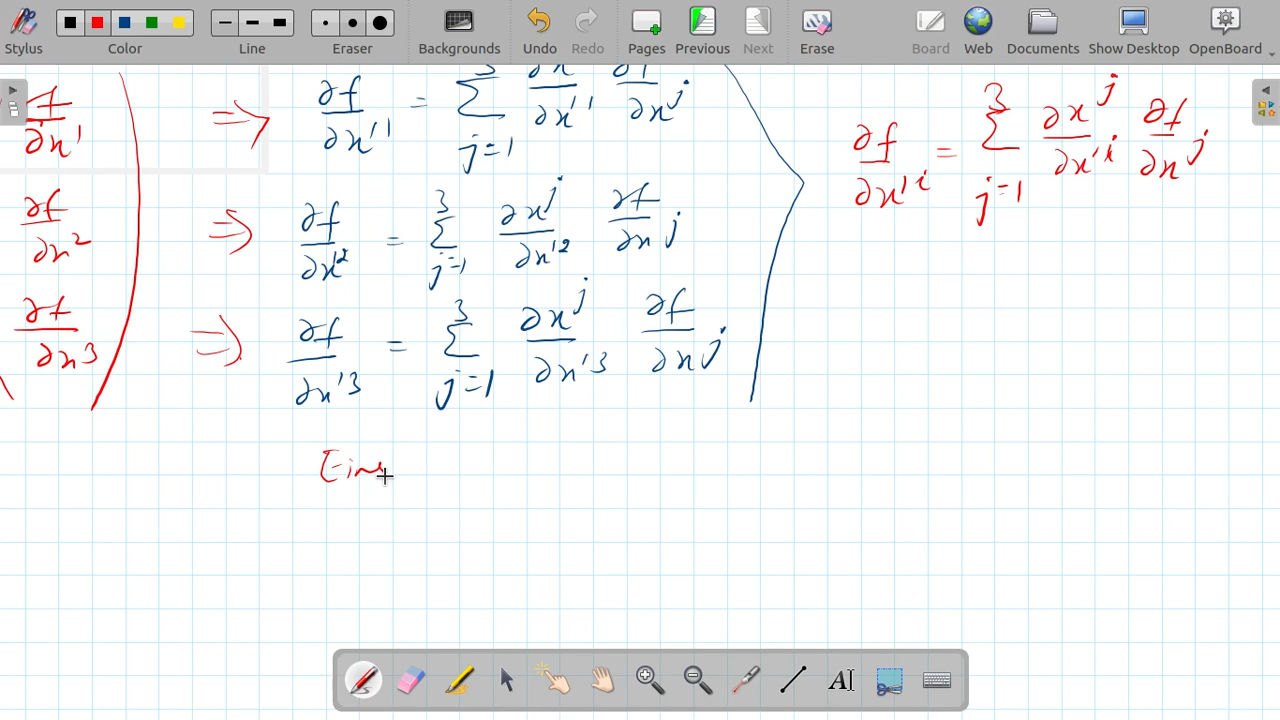 Stylus Color Line Eraser Backgrounds Undo Redo Pages Previous Next Erase Board Web Documents Show Desktop OpenBoard
∂f/∂x¹ ⇒ ∂f/∂x'¹ = Σ_{j=1}^{3} ∂x/∂x'¹ ∂f/∂x^j
∂f/∂x² ⇒ ∂f/∂x'² = Σ_{j=1}^{3} ∂x^j/∂x'² ∂f/∂x^j
∂f/∂x³ ⇒ ∂f/∂x'³ = Σ_{j=1}^{3} ∂x^j/∂x'³ ∂f/∂x^j
∂f/∂x'^i = Σ_{j=1}^{3} ∂x^j/∂x'^i ∂f/∂x^j
Ein